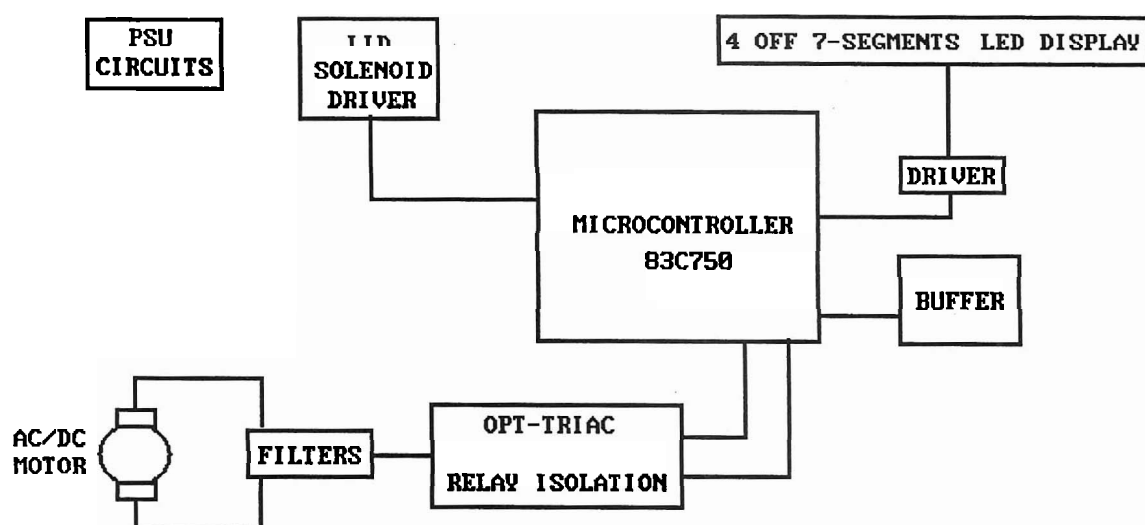 PSU
CIRCUITS
SOLENOID
DRIVER
4 OFF 7-SEGMENTS LED DISPLAY
DRIVER
MICROCONTROLLER
83C750
BUFFER
OPT-TRIAC
RELAY ISOLATION
FILTERS
AC/DC
MOTOR